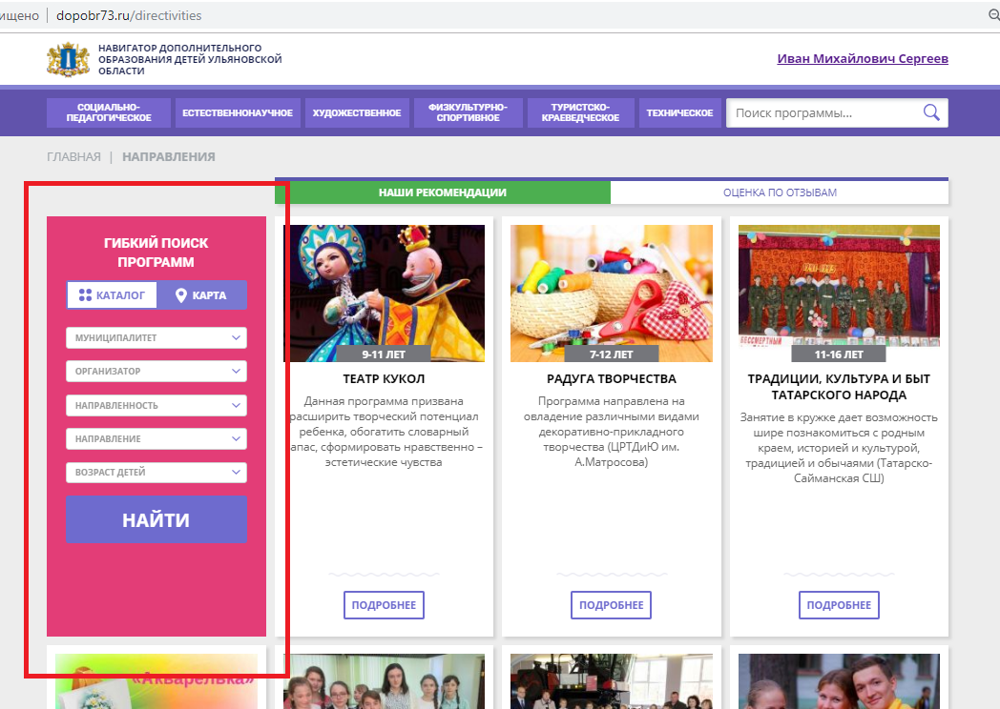 ищено | dopobr73.ru/directivities
НАВИГАТОР ДОПОЛНИТЕЛЬНОГО
ОБРАЗОВАНИЯ ДЕТЕЙ УЛЬЯНОВСКОЙ
ОБЛАСТИ
Иван Михайлович Сергеев
СОЦИАЛЬНО-
ПЕДАГОГИЧЕСКОЕ
ЕСТЕСТВЕННОНАУЧНОЕ
ХУДОЖЕСТВЕННОЕ
ФИЗКУЛЬТУРНО-
СПОРТИВНОЕ
ТУРИСТСКО-
КРАЕВЕДЧЕСКОЕ
ТЕХНИЧЕСКОЕ
Поиск программы...
ГЛАВНАЯ | НАПРАВЛЕНИЯ
НАШИ РЕКОМЕНДАЦИИ
ОЦЕНКА ПО ОТЗЫВАМ
ГИБКИЙ ПОИСК
ПРОГРАММ
КАТАЛОГ
КАРТА
МУНИЦИПАЛИТЕТ
ОРГАНИЗАТОР
НАПРАВЛЕННОСТЬ
НАПРАВЛЕНИЕ
ВОЗРАСТ ДЕТЕЙ
НАЙТИ
9-11 ЛЕТ
ТЕАТР КУКОЛ
Данная программа призвана
расширить творческий потенциал
ребенка, обогатить словарный
апас, сформировать нравственно –
эстетические чувства
ПОДРОБНЕЕ
7-12 ЛЕТ
РАДУГА ТВОРЧЕСТВА
Программа направлена на
овладение различными видами
декоративно-прикладного
творчества (ЦРТДиЮ им.
А.Матросова)
ПОДРОБНЕЕ
1941-1945
БЕССМЕРТНЫЙ
11-16 ЛЕТ
ТРАДИЦИИ, КУЛЬТУРА И БЫТ
ТАТАРСКОГО НАРОДА
Занятие в кружке дает возможность
шире познакомиться с родным
краем, историей и культурой,
традицией и обычаями (Татарско-
Сайманская СШ)
ПОДРОБНЕЕ
«Акварелька»